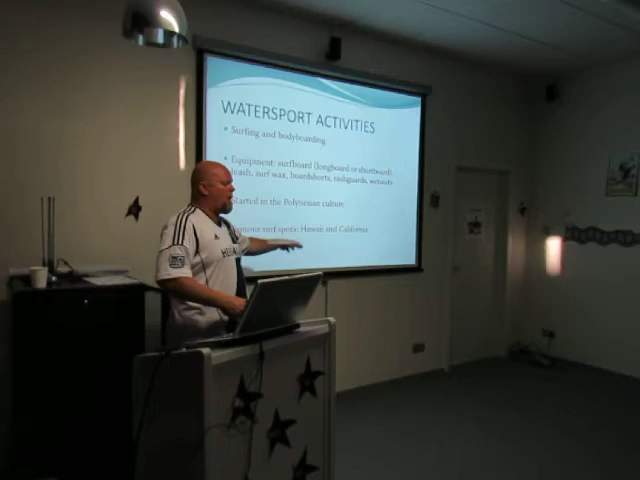 WATERSPORT ACTIVITIES
• Surfing and bodyboarding
• Equipment: surfboard (longboard or shortboard),
leash, surf wax, boardshorts, rashguards, wetsuits
Started in the Polynesian culture
surf spots: Hawaii and California